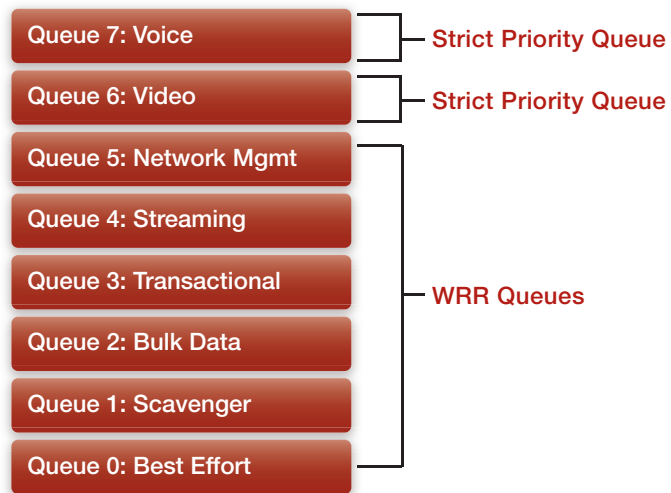 Queue 7: Voice
Strict Priority Queue
Queue 6: Video
Strict Priority Queue
Queue 5: Network Mgmt
Queue 4: Streaming
Queue 3: Transactional
WRR Queues
Queue 2: Bulk Data
Queue 1: Scavenger
Queue 0: Best Effort